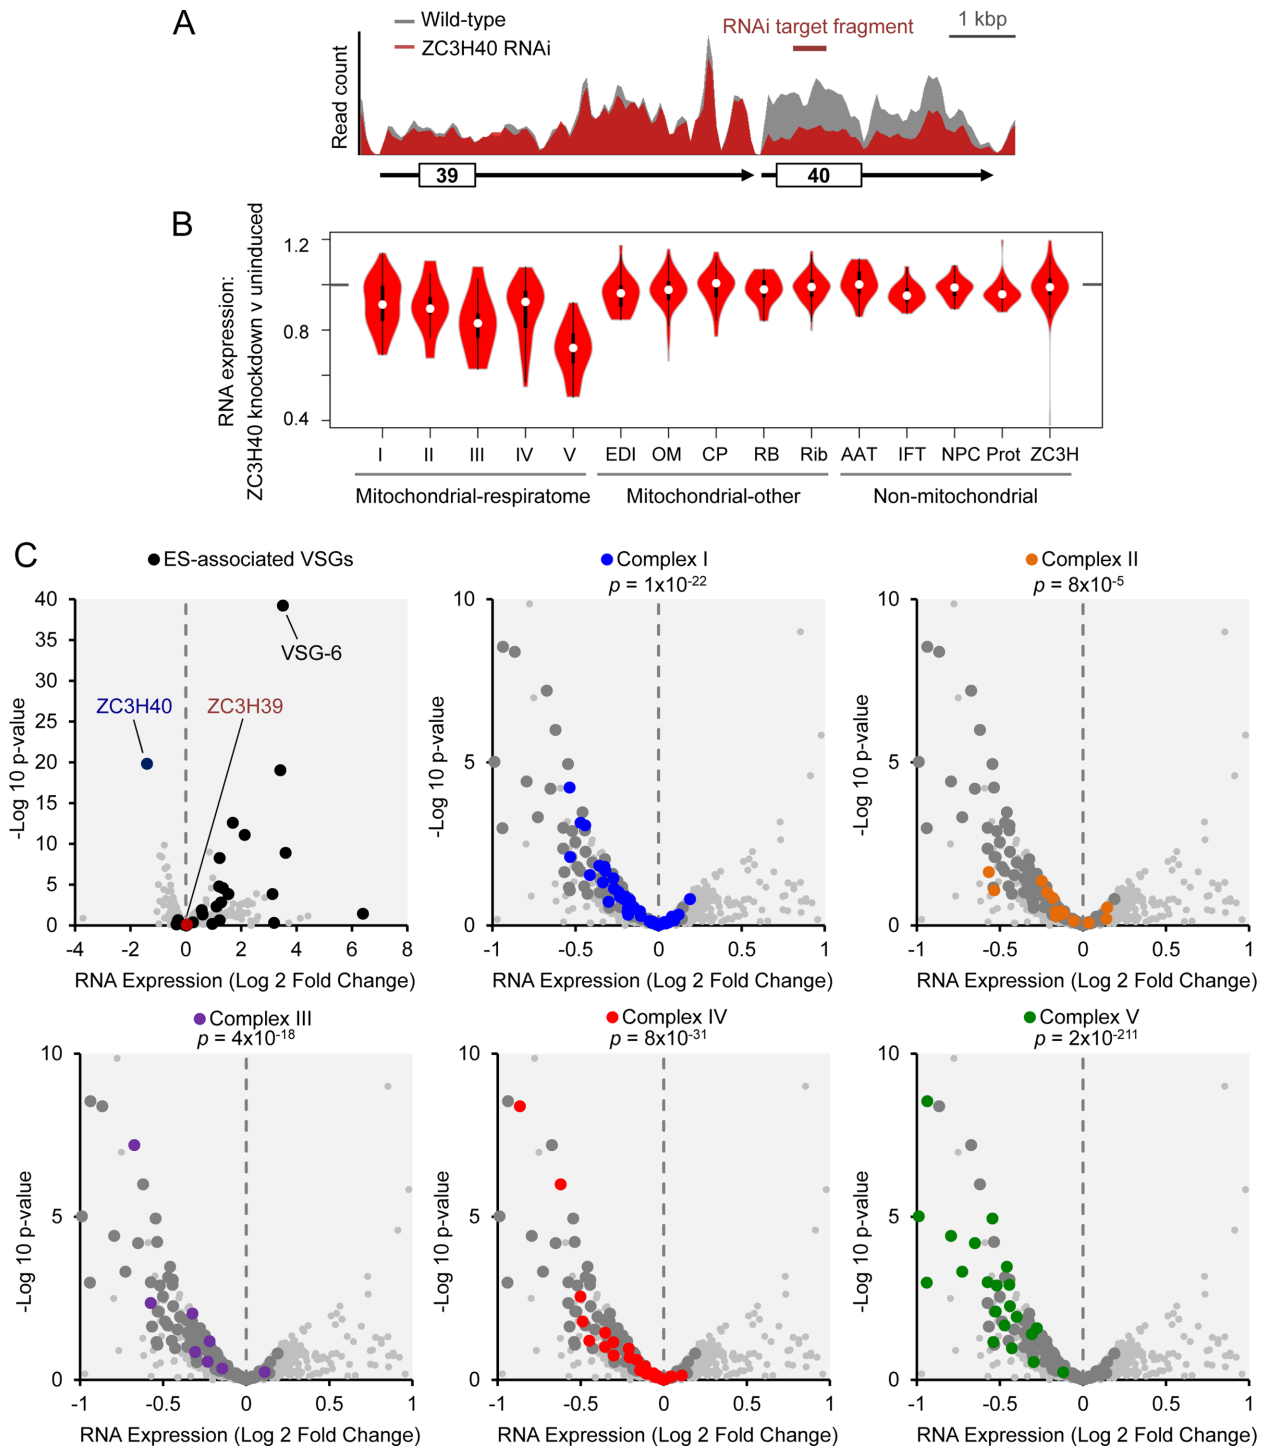 A
Wild-type
ZC3H40 RNAi
RNAi target fragment
1 kbp
Read count
39
40
B
RNA expression:
ZC3H40 knockdown v uninduced
1.2
0.8
0.4
I II III IV V EDI OM CP RB Rib AAT IFT NPC Prot ZC3H
Mitochondrial-respiratome Mitochondrial-other Non-mitochondrial
C
ES-associated VSGs
40
35
30
25
20
15
10
5
0
-Log 10 p-value
VSG-6
ZC3H40
ZC3H39
-4 -2 0 2 4 6 8
RNA Expression (Log 2 Fold Change)
Complex I
p = 1x10-22
10
5
0
-Log 10 p-value
-1 -0.5 0 0.5 1
RNA Expression (Log 2 Fold Change)
Complex II
p = 8x10-5
10
5
0
-Log 10 p-value
-1 -0.5 0 0.5 1
RNA Expression (Log 2 Fold Change)
Complex III
p = 4x10-18
10
5
0
-Log 10 p-value
-1 -0.5 0 0.5 1
RNA Expression (Log 2 Fold Change)
Complex IV
p = 8x10-31
10
5
0
-Log 10 p-value
-1 -0.5 0 0.5 1
RNA Expression (Log 2 Fold Change)
Complex V
p = 2x10-211
10
5
0
-Log 10 p-value
-1 -0.5 0 0.5 1
RNA Expression (Log 2 Fold Change)